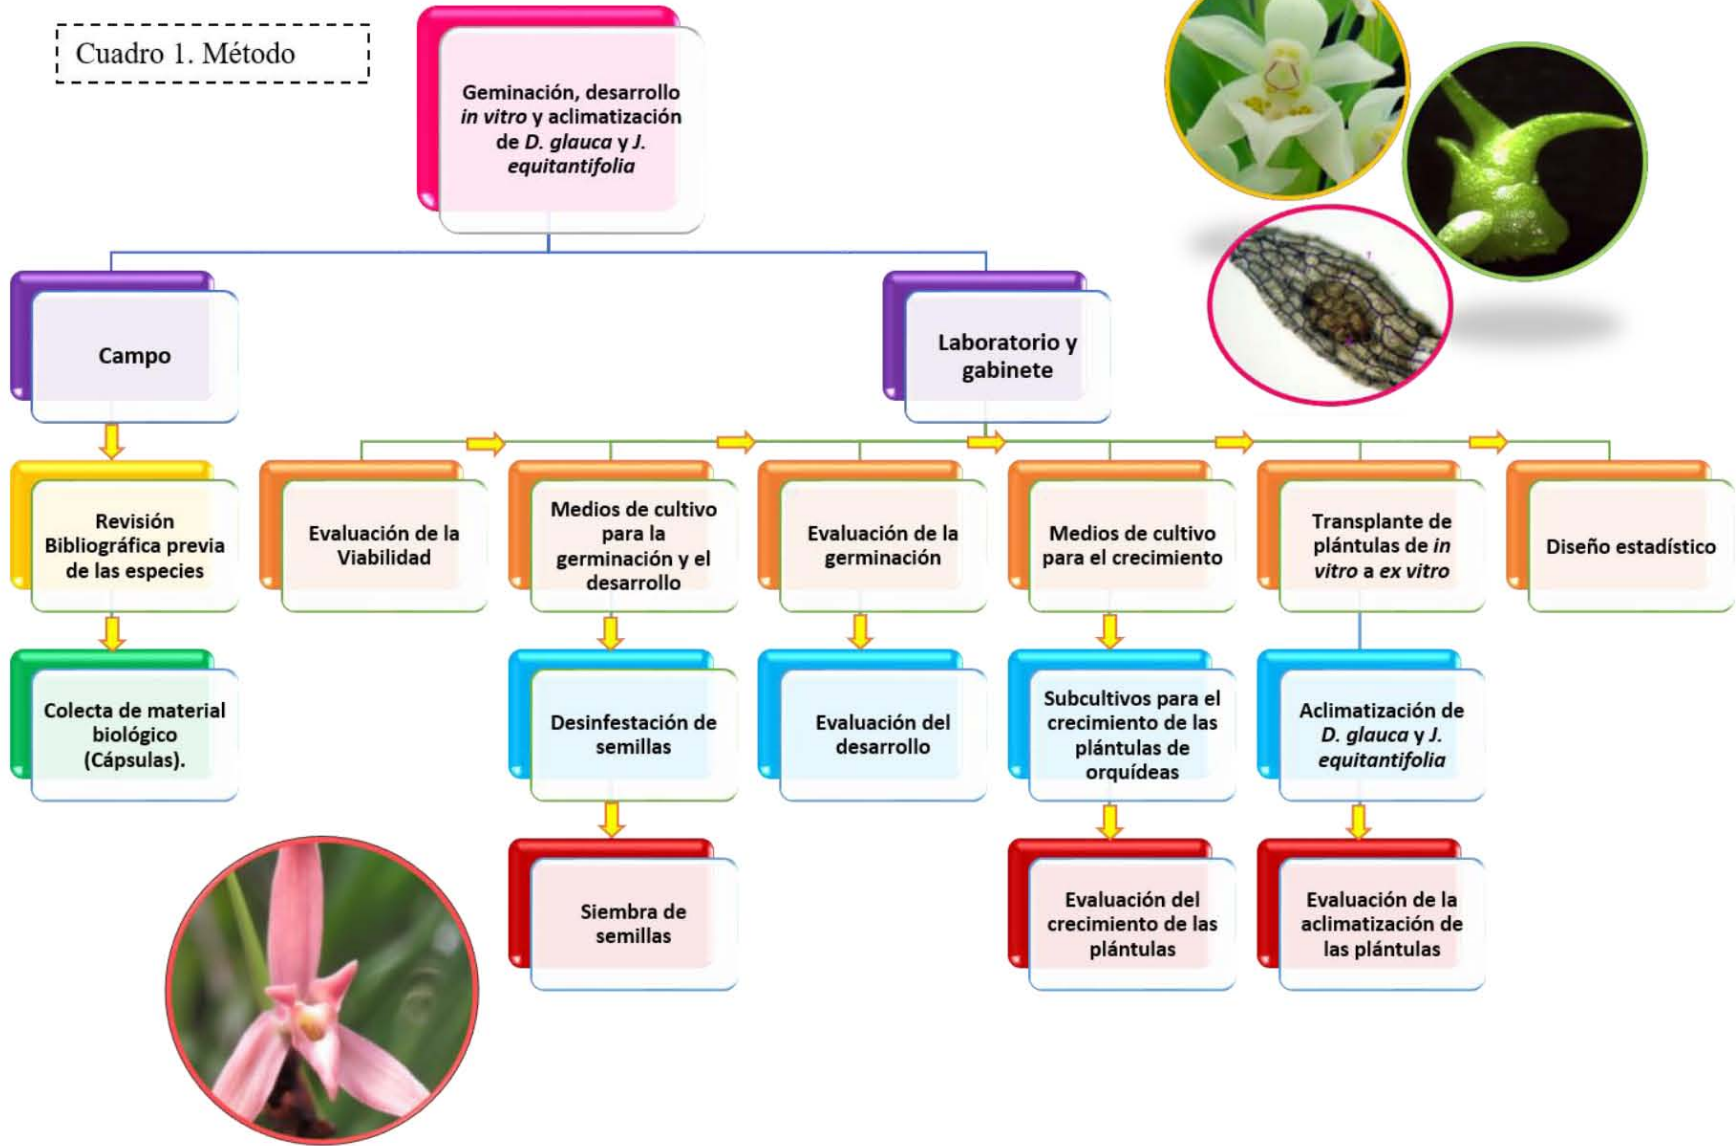 Cuadro 1. Método
Geminación, desarrollo
in vitro y aclimatización
de D. glauca y J.
equitantifolia
Campo
Laboratorio y
gabinete
Revisión
Bibliográfica previa
de las especies
Evaluación de la
Viabilidad
Medios de cultivo
para la
germinación y el
desarrollo
Evaluación de la
germinación
Medios de cultivo
para el crecimiento
Transplante de
plántulas de in
vitro a ex vitro
Diseño estadístico
Colecta de material
biológico
(Cápsulas).
Desinfestación de
semillas
Evaluación del
desarrollo
Subcultivos para el
crecimiento de las
plántulas de
orquídeas
Aclimatización de
D. glauca y J.
equitantifolia
Siembra de
semillas
Evaluación del
crecimiento de las
plántulas
Evaluación de la
aclimatización de
las plántulas